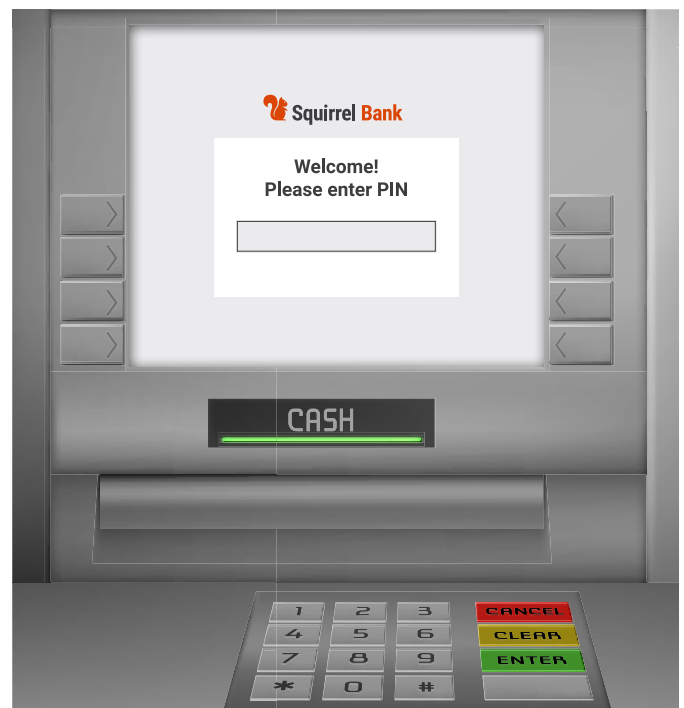 Squirrel Bank
Welcome!
Please enter PIN
CASH
1 2 3 CANCEL
4 5 6 CLEAR
7 8 9 ENTER
* 0 #